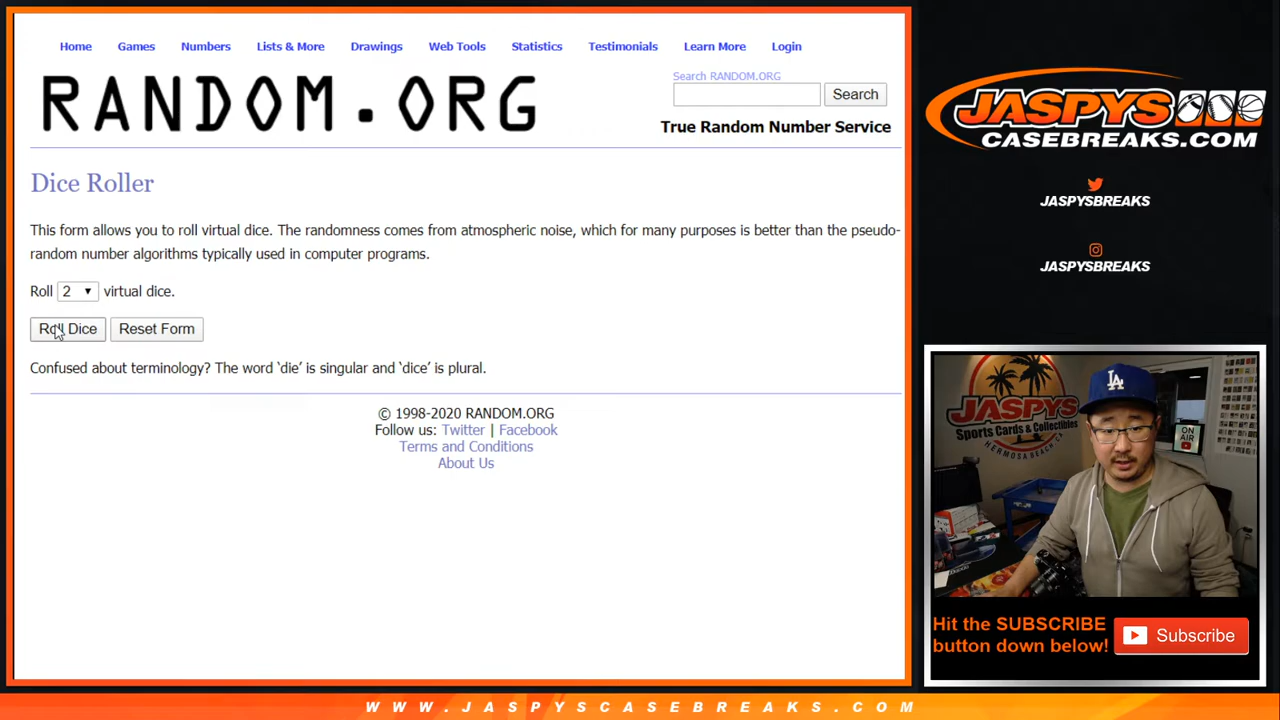 Home Games Numbers Lists & More Drawings Web Tools Statistics Testimonials Learn More Login
RANDOM.ORG
Search RANDOM.ORG
Search
True Random Number Service
Dice Roller
This form allows you to roll virtual dice. The randomness comes from atmospheric noise, which for many purposes is better than the pseudo-
random number algorithms typically used in computer programs.
Roll 2 virtual dice.
Roll Dice Reset Form
Confused about terminology? The word ‘die’ is singular and ‘dice’ is plural.
© 1998-2020 RANDOM.ORG
Follow us: Twitter | Facebook
Terms and Conditions
About Us
JASPYS
CASEBREAKS.COM
JASPYSBREAKS
JASPYSBREAKS
JASPYS
Sports Cards & Collectibles
HERMOSA BEACH, CA
LA
ON
AIR
Hit the SUBSCRIBE
button down below!
Subscribe
WWW.JASPYSCASEBREAKS.COM